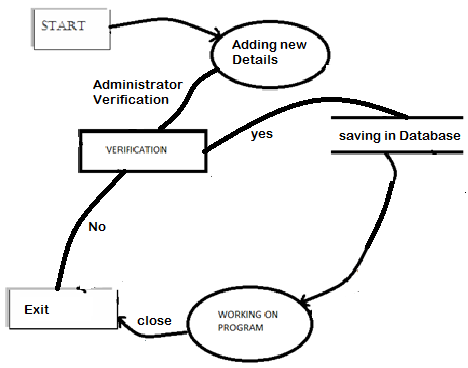 START
Adding new
Details
Administrator
Verification
VERIFICATION
yes
saving in Database
No
Exit
close
WORKING ON
PROGRAM